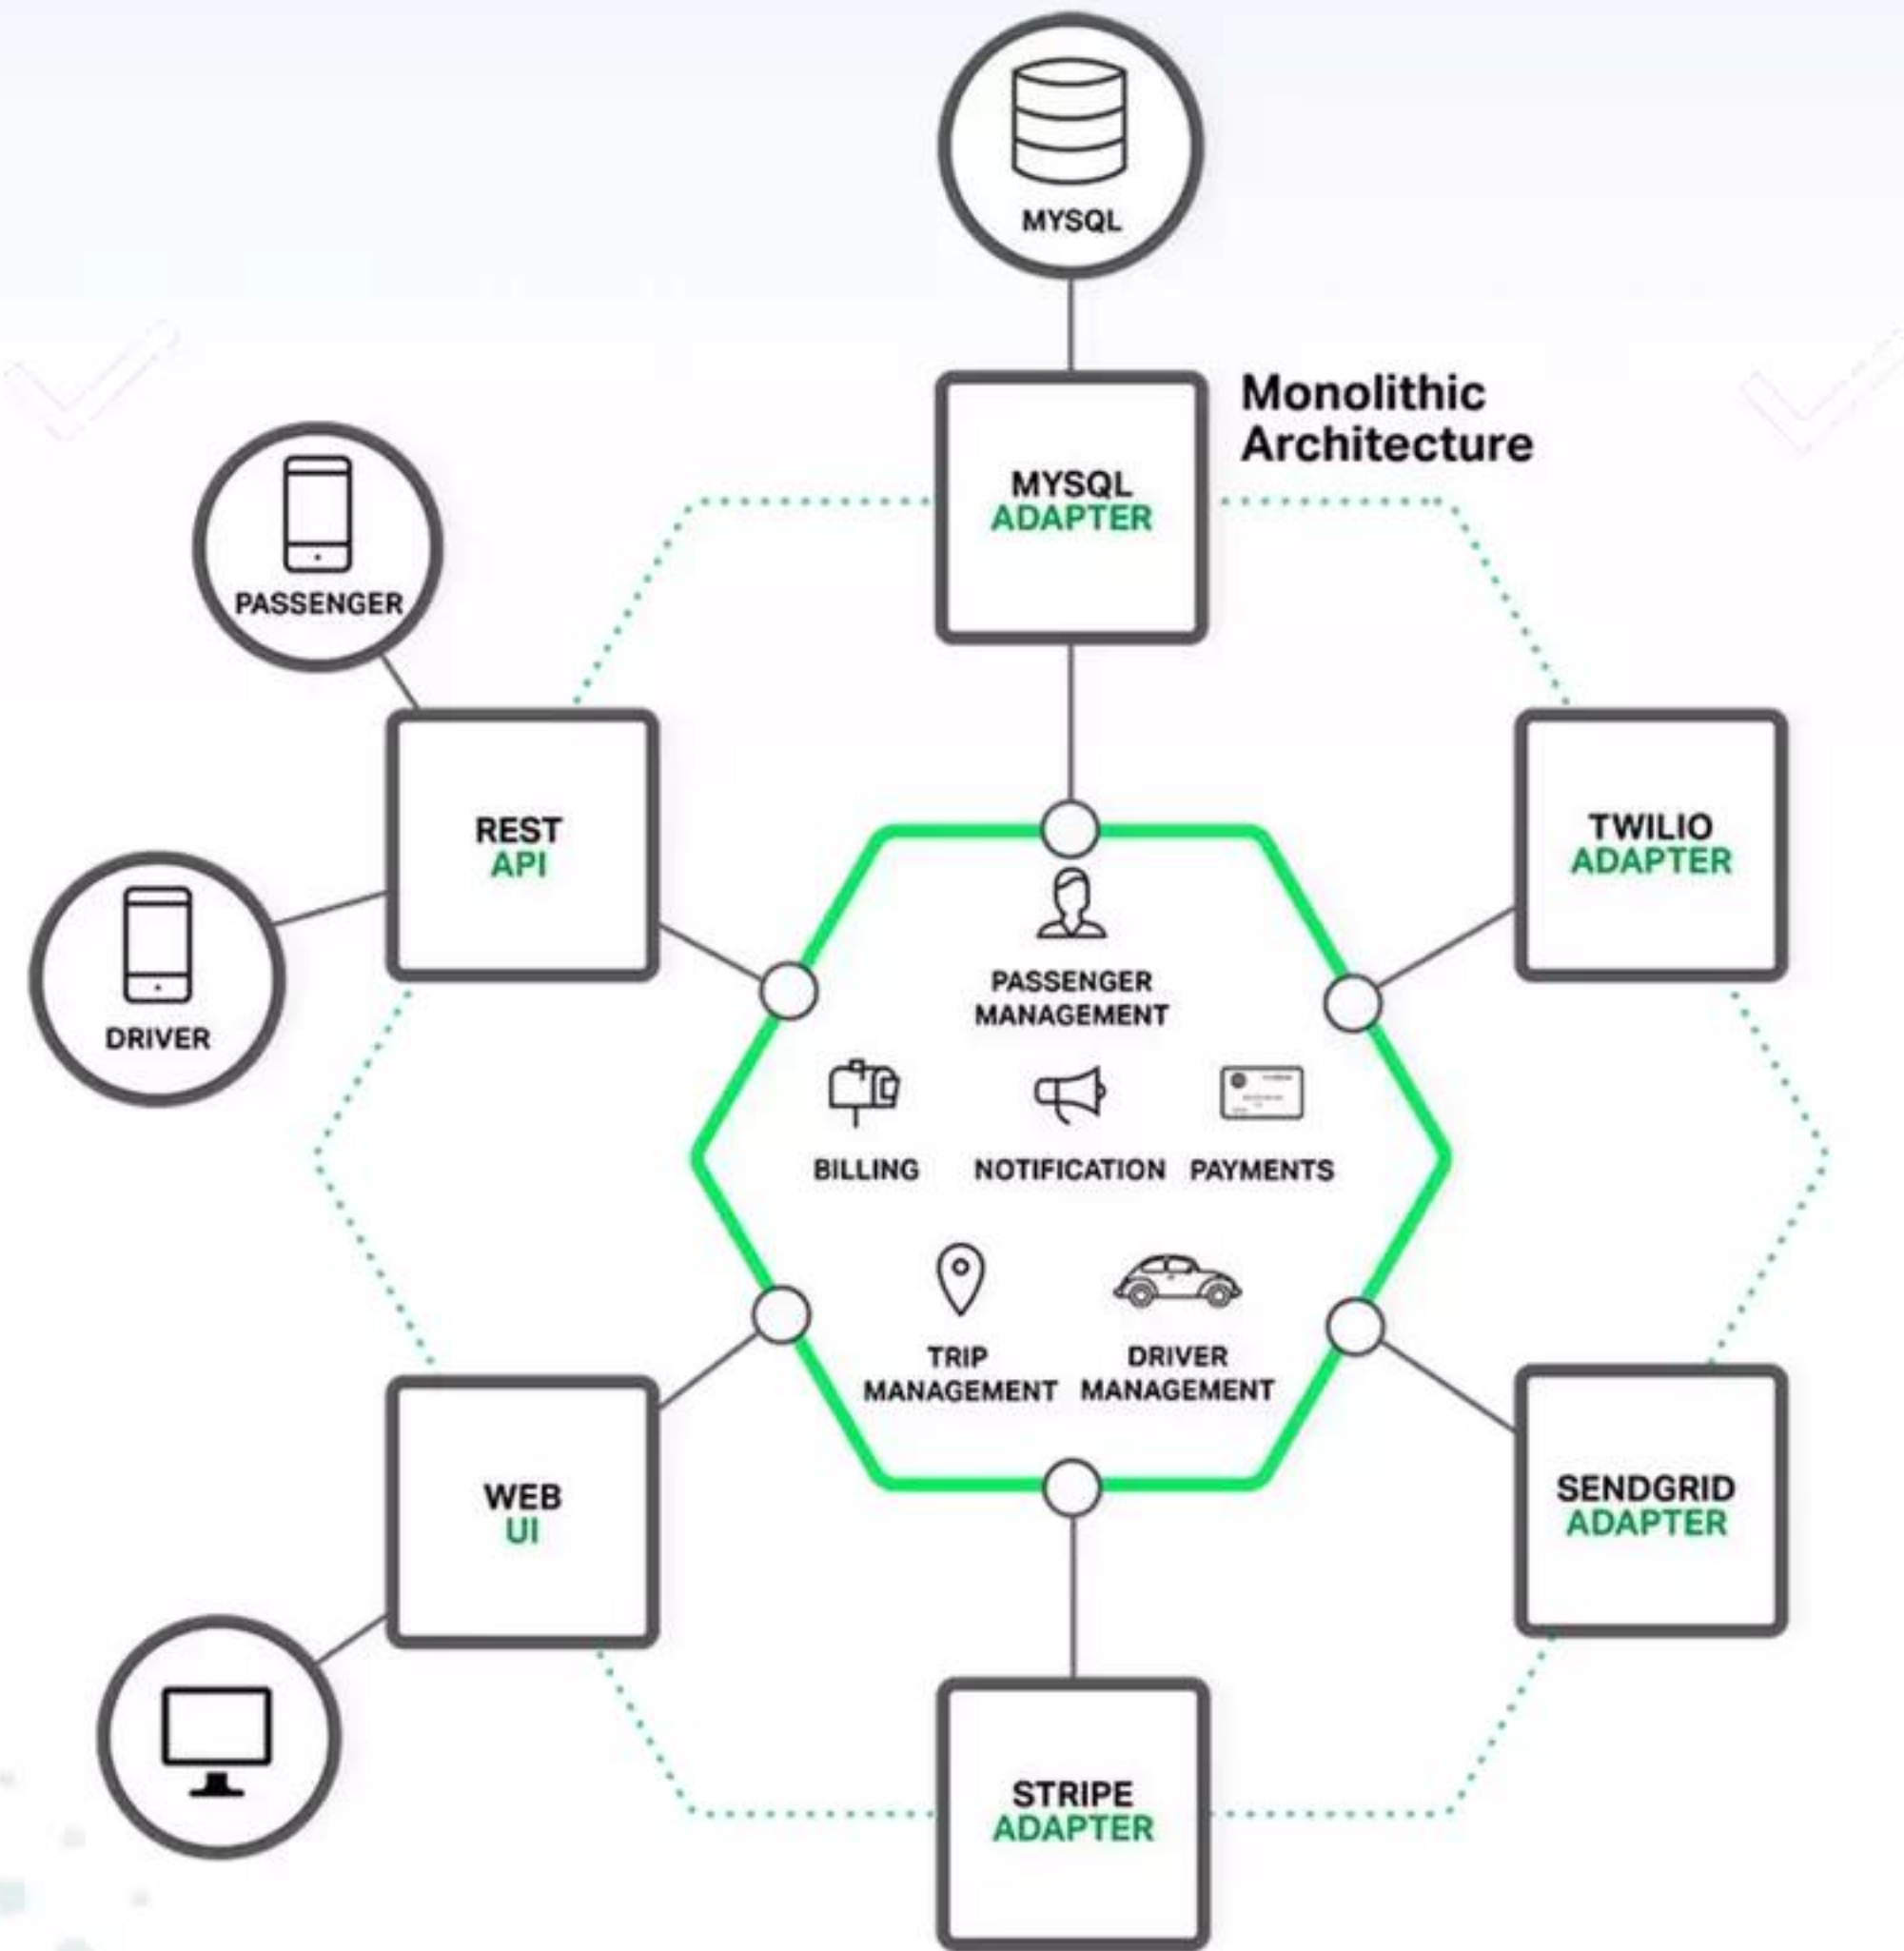 MYSQL
Monolithic
Architecture
MYSQL
ADAPTER
PASSENGER
REST
API
TWILIO
ADAPTER
DRIVER
PASSENGER
MANAGEMENT
BILLING
NOTIFICATION
PAYMENTS
TRIP
MANAGEMENT
DRIVER
MANAGEMENT
WEB
UI
SENDGRID
ADAPTER
STRIPE
ADAPTER